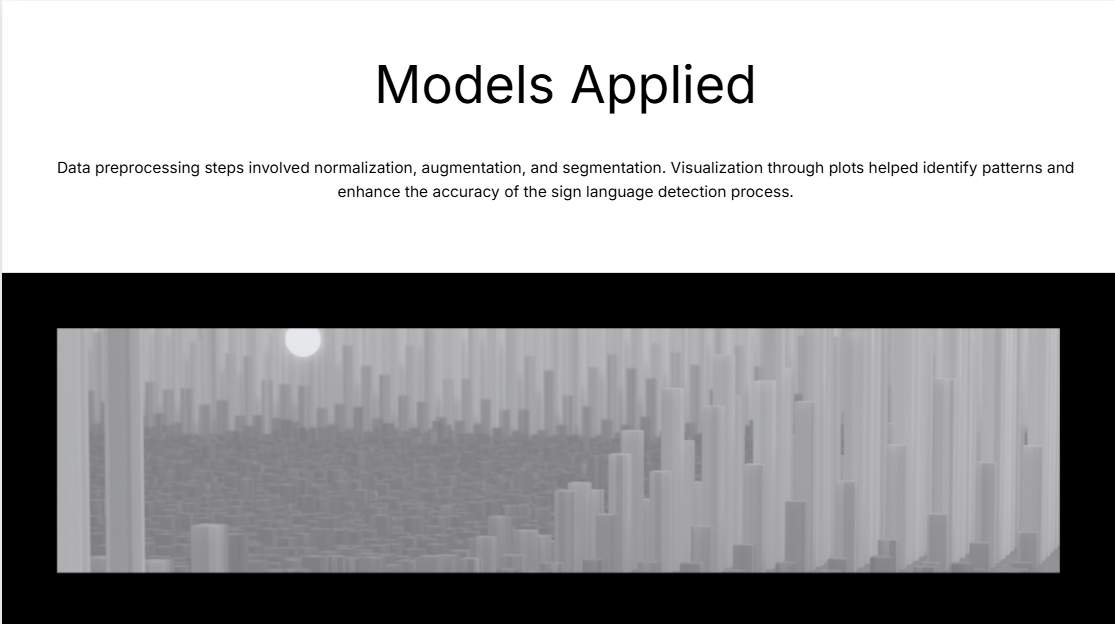 Models Applied
Data preprocessing steps involved normalization, augmentation, and segmentation. Visualization through plots helped identify patterns and
enhance the accuracy of the sign language detection process.